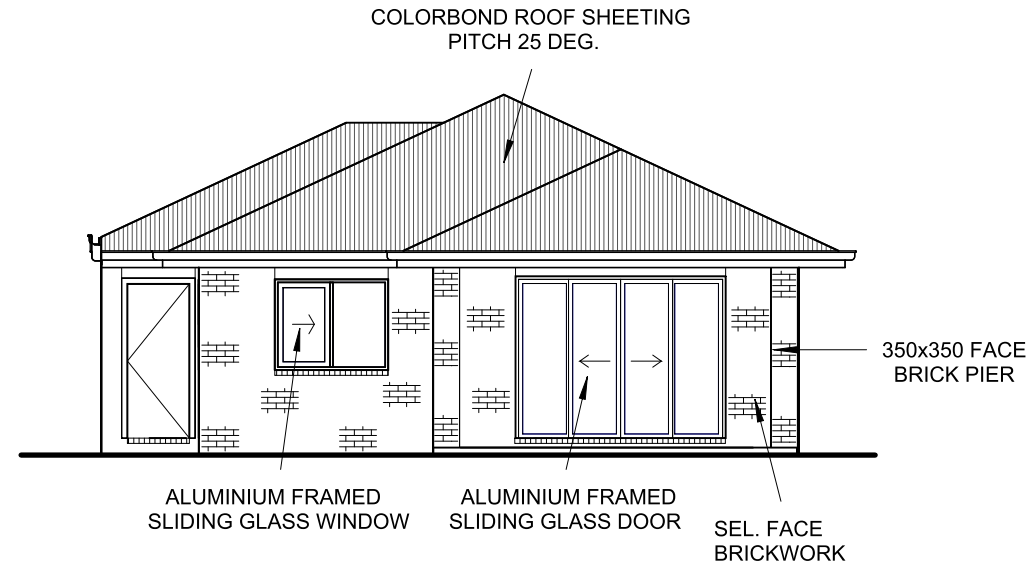 COLORBOND ROOF SHEETING
PITCH 25 DEG.
350x350 FACE
BRICK PIER
ALUMINIUM FRAMED
SLIDING GLASS WINDOW
ALUMINIUM FRAMED
SLIDING GLASS DOOR
SEL. FACE
BRICKWORK